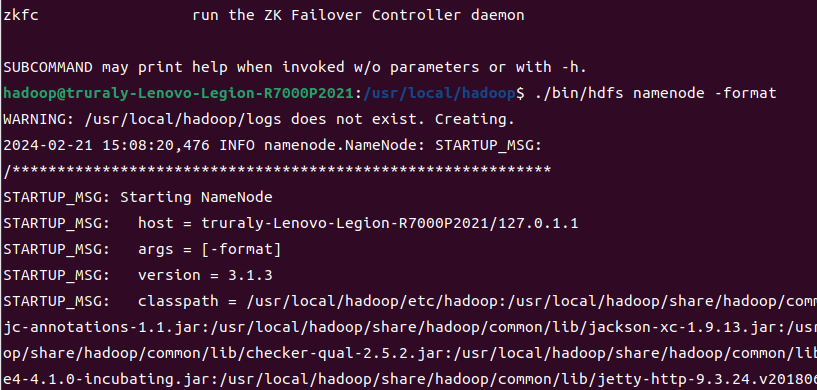 zkfc                 run the ZK Failover Controller daemon
SUBCOMMAND may print help when invoked w/o parameters or with -h.
hadoop@truraly-Lenovo-Legion-R7000P2021:/usr/local/hadoop$ ./bin/hdfs namenode -format
WARNING: /usr/local/hadoop/logs does not exist. Creating.
2024-02-21 15:08:20,476 INFO namenode.NameNode: STARTUP_MSG:
/************************************************************
STARTUP_MSG: Starting NameNode
STARTUP_MSG:   host = truraly-Lenovo-Legion-R7000P2021/127.0.1.1
STARTUP_MSG:   args = [-format]
STARTUP_MSG:   version = 3.1.3
STARTUP_MSG:   classpath = /usr/local/hadoop/etc/hadoop:/usr/local/hadoop/share/hadoop/comm
jc-annotations-1.1.jar:/usr/local/hadoop/share/hadoop/common/lib/jackson-xc-1.9.13.jar:/usr
op/share/hadoop/common/lib/checker-qual-2.5.2.jar:/usr/local/hadoop/share/hadoop/common/lib
e4-4.1.0-incubating.jar:/usr/local/hadoop/share/hadoop/common/lib/jetty-http-9.3.24.v201806